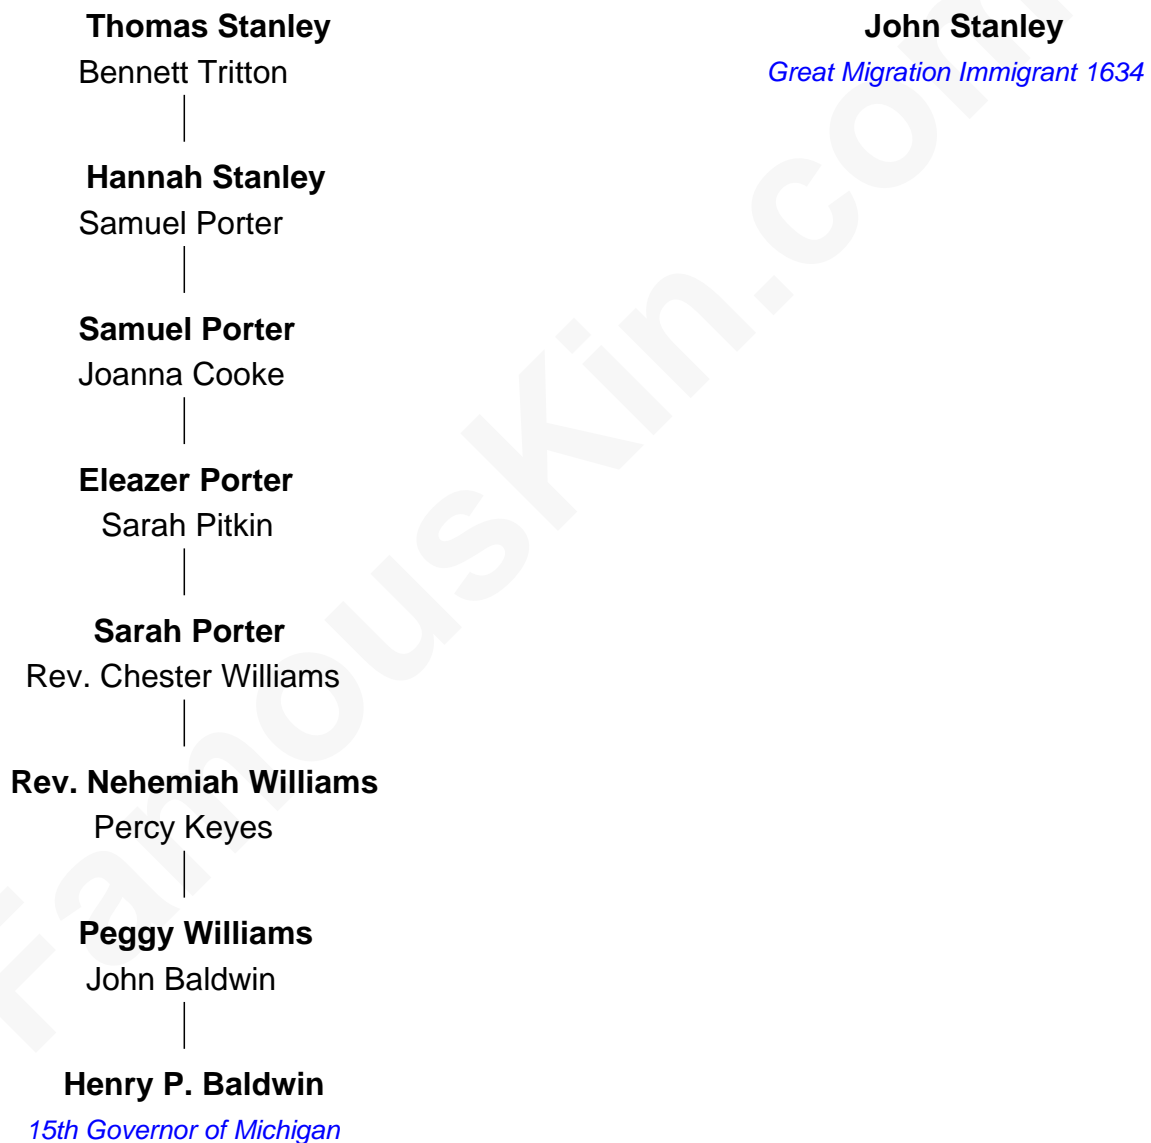 Thomas Stanley
Bennett Tritton
John Stanley
Great Migration Immigrant 1634
Hannah Stanley
Samuel Porter
Samuel Porter
Joanna Cooke
Eleazer Porter
Sarah Pitkin
Sarah Porter
Rev. Chester Williams
Rev. Nehemiah Williams
Percy Keyes
Peggy Williams
John Baldwin
Henry P. Baldwin
15th Governor of Michigan
FamousKin.com